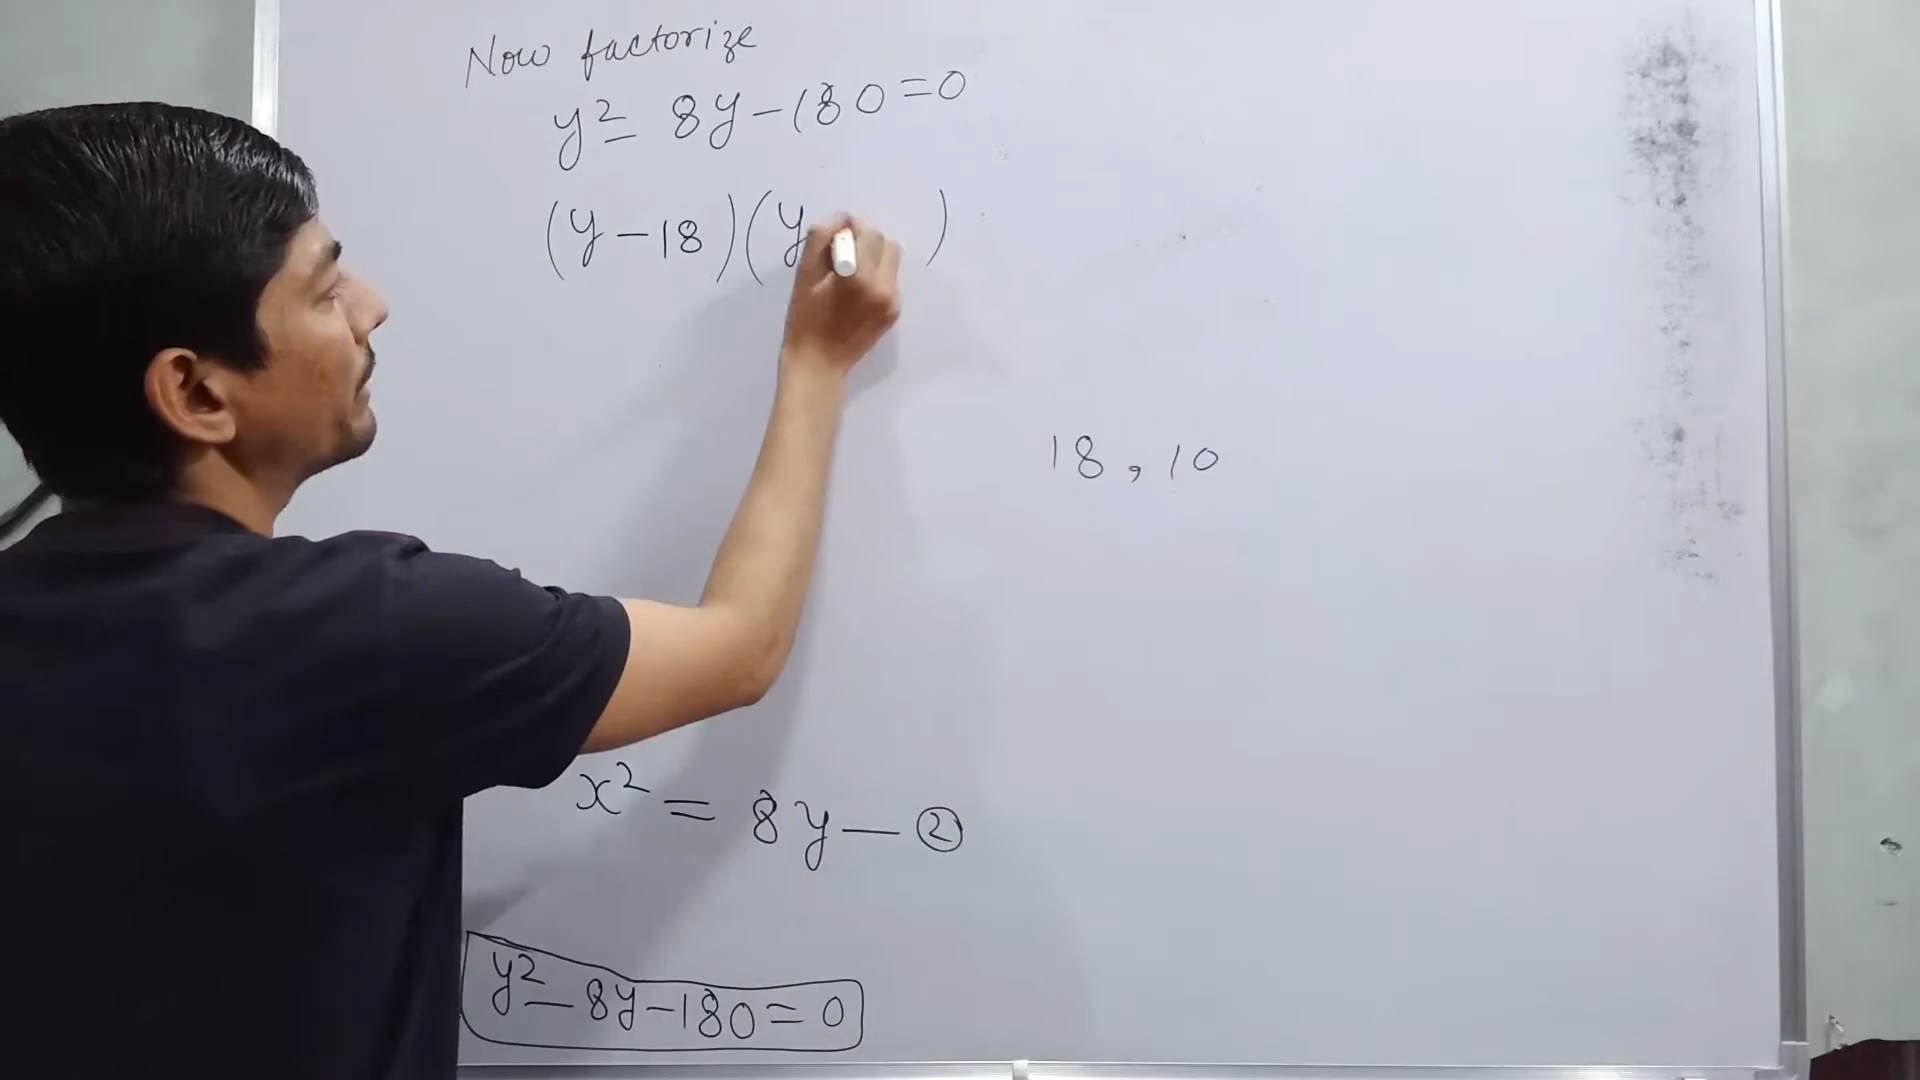 Now factorize
y² - 8y - 180 = 0
(y - 18)(y )
18, 10
x² = 8y — ②
y² - 8y - 180 = 0